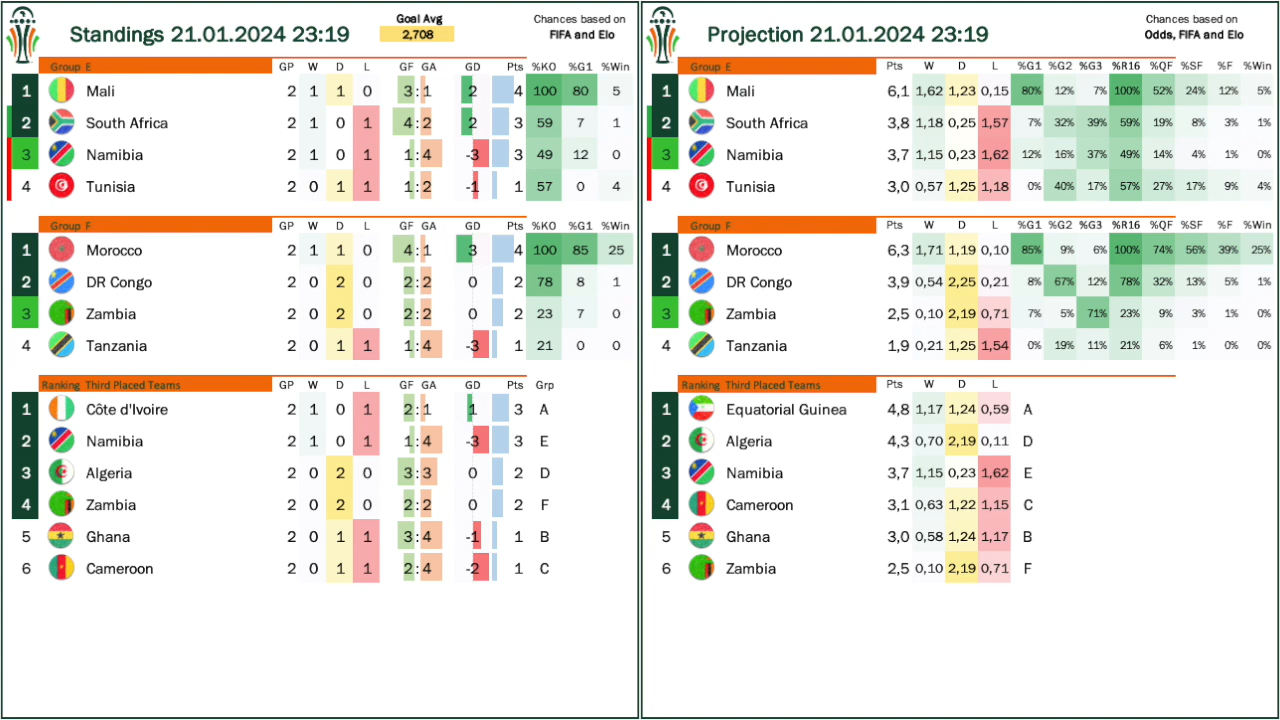 Standings 21.01.2024 23:19
Goal Avg
2,708
Chances based on
FIFA and Elo
Group E GP W D L GF GA GD Pts %KO %G1 %Win
1 Mali 2 1 1 0 3:1 2 4 100 80 5
2 South Africa 2 1 0 1 4:2 2 3 59 7 1
3 Namibia 2 1 0 1 1:4 -3 3 49 12 0
4 Tunisia 2 0 1 1 1:2 -1 1 57 0 4
Group F GP W D L GF GA GD Pts %KO %G1 %Win
1 Morocco 2 1 1 0 4:1 3 4 100 85 25
2 DR Congo 2 0 2 0 2:2 0 2 78 8 1
3 Zambia 2 0 2 0 2:2 0 2 23 7 0
4 Tanzania 2 0 1 1 1:4 -3 1 21 0 0
Ranking Third Placed Teams GP W D L GF GA GD Pts Grp
1 Côte d'Ivoire 2 1 0 1 2:1 1 3 A
2 Namibia 2 1 0 1 1:4 -3 3 E
3 Algeria 2 0 2 0 3:3 0 2 D
4 Zambia 2 0 2 0 2:2 0 2 F
5 Ghana 2 0 1 1 3:4 -1 1 B
6 Cameroon 2 0 1 1 2:4 -2 1 C
Projection 21.01.2024 23:19
Chances based on
Odds, FIFA and Elo
Group E Pts W D L %G1 %G2 %G3 %R16 %QF %SF %F %Win
1 Mali 6,1 1,62 1,23 0,15 80% 12% 7% 100% 52% 24% 12% 5%
2 South Africa 3,8 1,18 0,25 1,57 7% 32% 39% 59% 19% 8% 3% 1%
3 Namibia 3,7 1,15 0,23 1,62 12% 16% 37% 49% 14% 4% 1% 0%
4 Tunisia 3,0 0,57 1,25 1,18 0% 40% 17% 57% 27% 17% 9% 4%
Group F Pts W D L %G1 %G2 %G3 %R16 %QF %SF %F %Win
1 Morocco 6,3 1,71 1,19 0,10 85% 9% 6% 100% 74% 56% 39% 25%
2 DR Congo 3,9 0,54 2,25 0,21 8% 67% 12% 78% 32% 13% 5% 1%
3 Zambia 2,5 0,10 2,19 0,71 7% 5% 71% 23% 9% 3% 1% 0%
4 Tanzania 1,9 0,21 1,25 1,54 0% 19% 11% 21% 6% 1% 0% 0%
Ranking Third Placed Teams Pts W D L
1 Equatorial Guinea 4,8 1,17 1,24 0,59 A
2 Algeria 4,3 0,70 2,19 0,11 D
3 Namibia 3,7 1,15 0,23 1,62 E
4 Cameroon 3,1 0,63 1,22 1,15 C
5 Ghana 3,0 0,58 1,24 1,17 B
6 Zambia 2,5 0,10 2,19 0,71 F